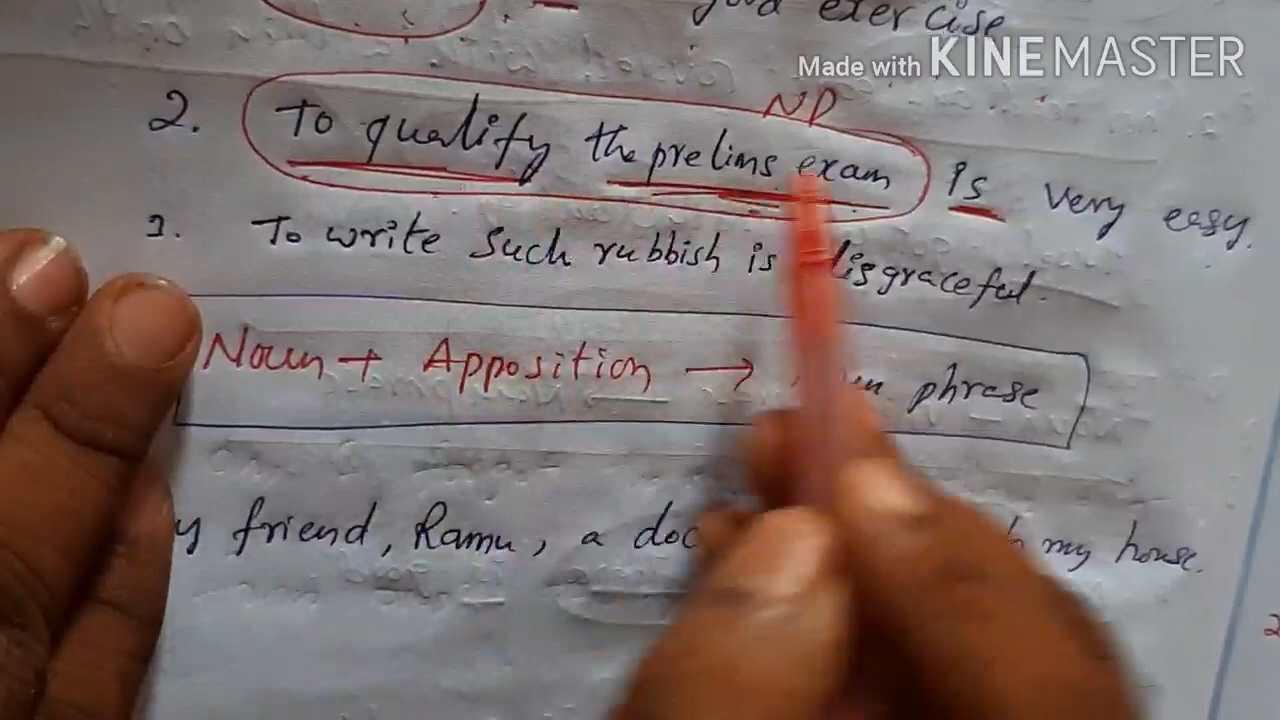 good exercise
Made with KINEMASTER
NP
2. To qualify the prelims exam is very easy.
3. To write such rubbish is disgraceful.
Noun + Apposition → phrase
friend, Ramu, a my house.
2